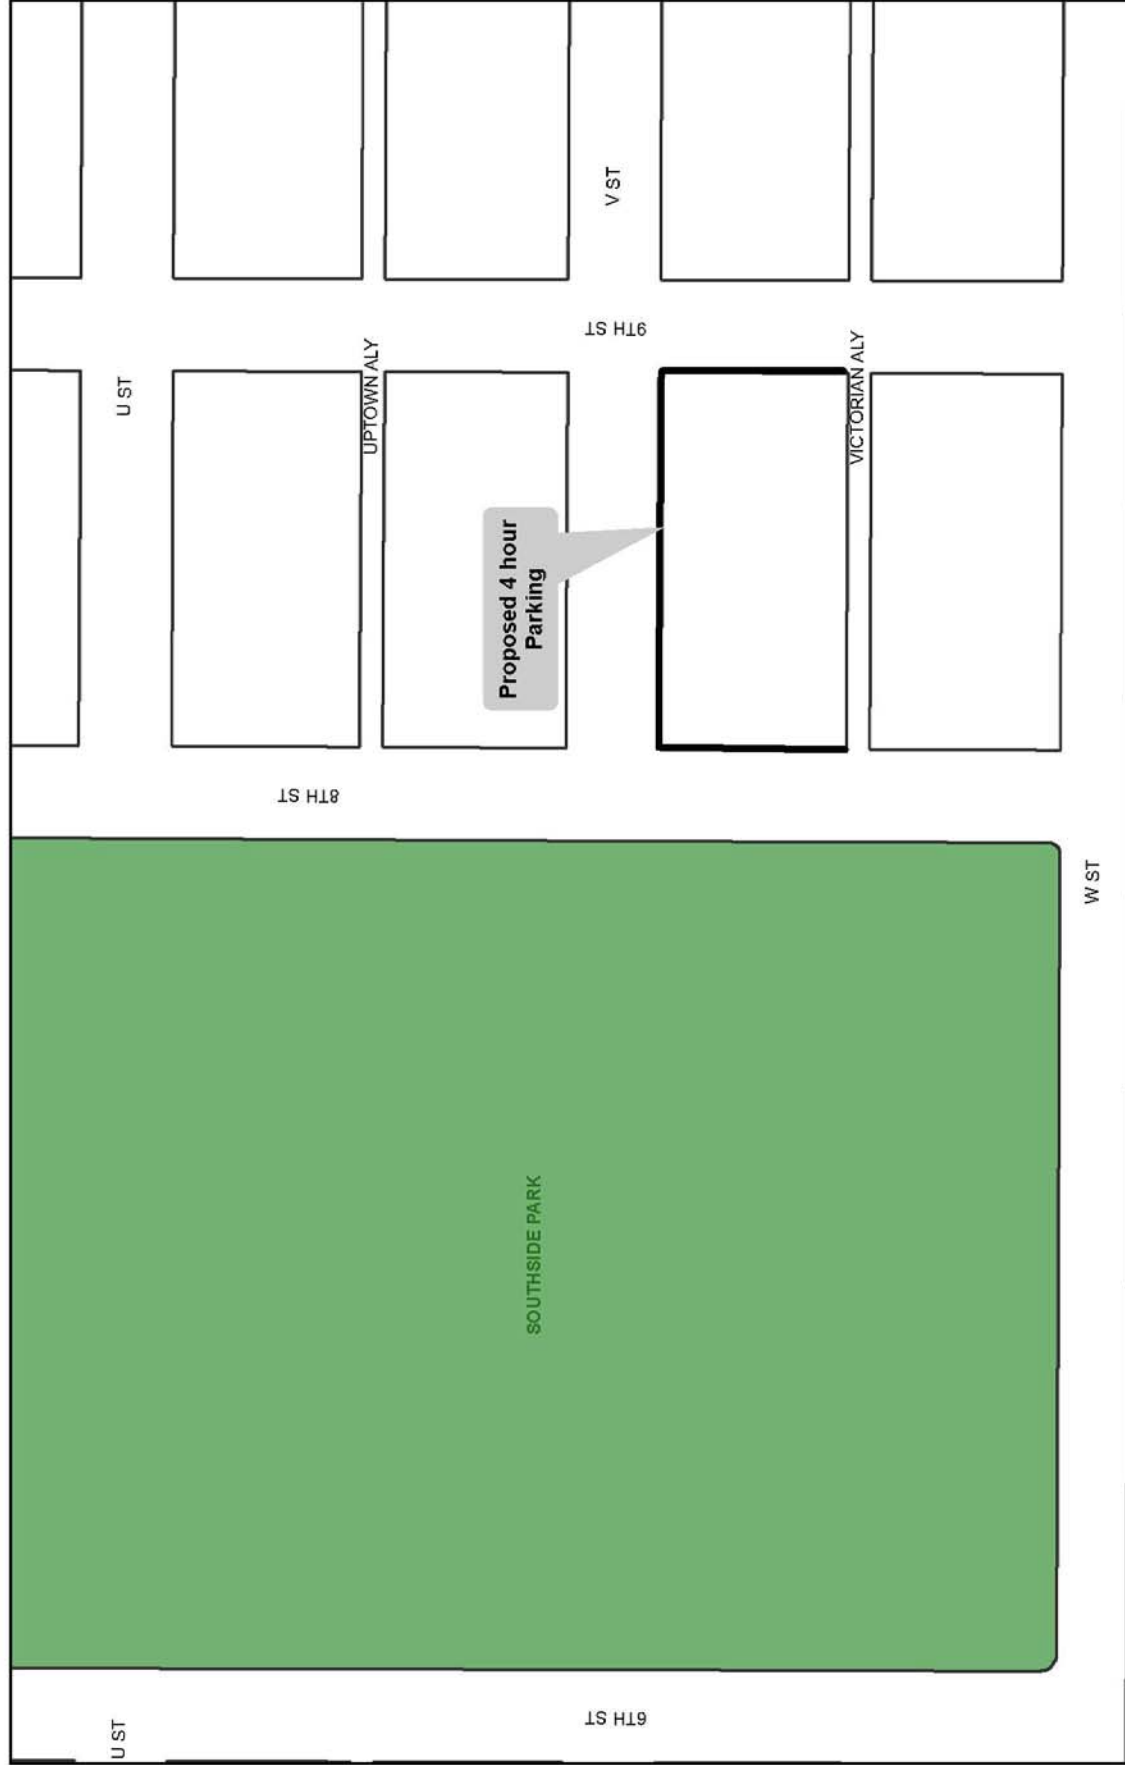 U ST
UPTOWN ALY
V ST
9TH ST
VICTORIAN ALY
Proposed 4 hour
Parking
8TH ST
W ST
SOUTHSIDE PARK
U ST
6TH ST